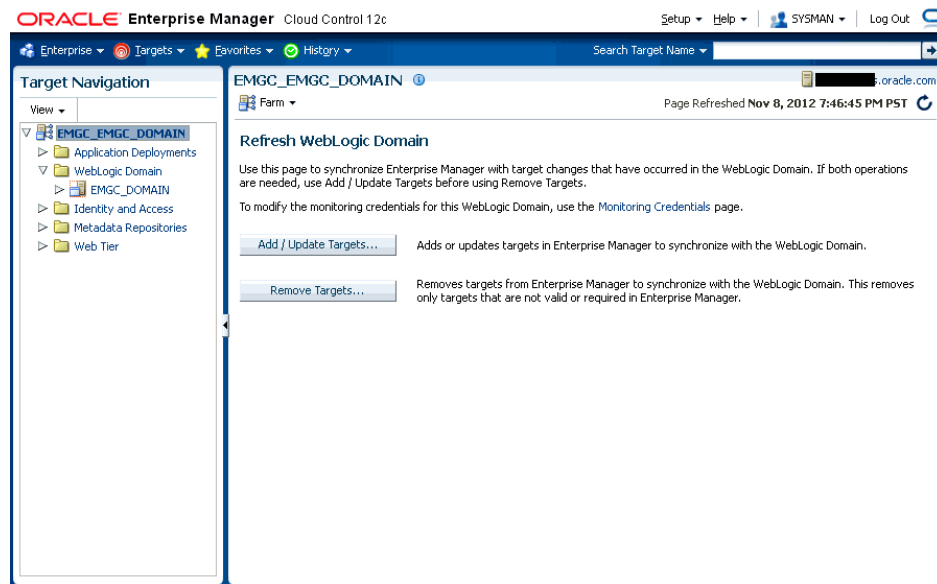 ORACLE Enterprise Manager Cloud Control 12c
Setup Help SYSMAN Log Out
Enterprise Targets Favorites History Search Target Name
Target Navigation
View
EMGC_EMGC_DOMAIN
Application Deployments
WebLogic Domain
EMGC_DOMAIN
Identity and Access
Metadata Repositories
Web Tier
EMGC_EMGC_DOMAIN
s.oracle.com
Farm
Page Refreshed Nov 8, 2012 7:46:45 PM PST
Refresh WebLogic Domain
Use this page to synchronize Enterprise Manager with target changes that have occurred in the WebLogic Domain. If both operations
are needed, use Add / Update Targets before using Remove Targets.
To modify the monitoring credentials for this WebLogic Domain, use the Monitoring Credentials page.
Add / Update Targets...
Adds or updates targets in Enterprise Manager to synchronize with the WebLogic Domain.
Remove Targets...
Removes targets from Enterprise Manager to synchronize with the WebLogic Domain. This removes
only targets that are not valid or required in Enterprise Manager.